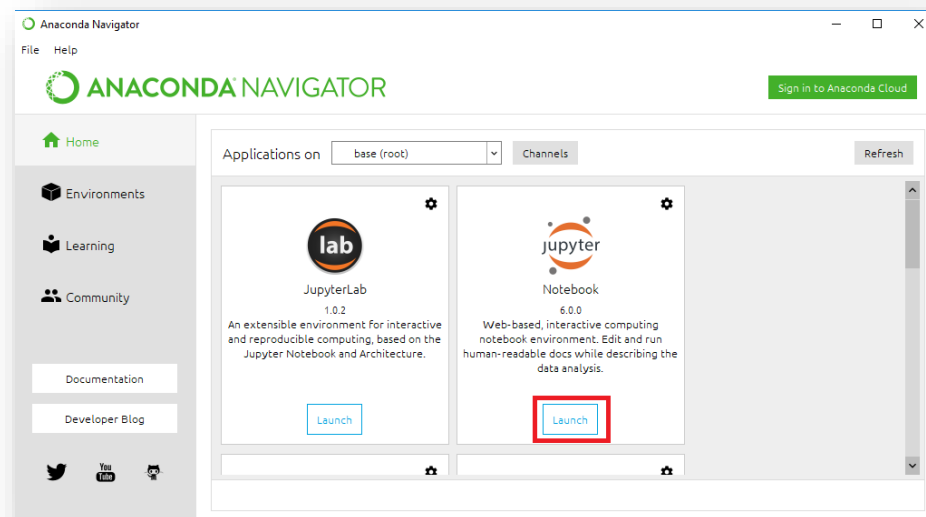 Anaconda Navigator
File Help
ANACONDA NAVIGATOR
Sign in to Anaconda Cloud
Home
Environments
Learning
Community
Documentation
Developer Blog
You
Tube
Applications on base (root) Channels Refresh
lab
JupyterLab
1.0.2
An extensible environment for interactive
and reproducible computing, based on the
Jupyter Notebook and Architecture.
Launch
jupyter
Notebook
6.0.0
Web-based, interactive computing
notebook environment. Edit and run
human-readable docs while describing the
data analysis.
Launch